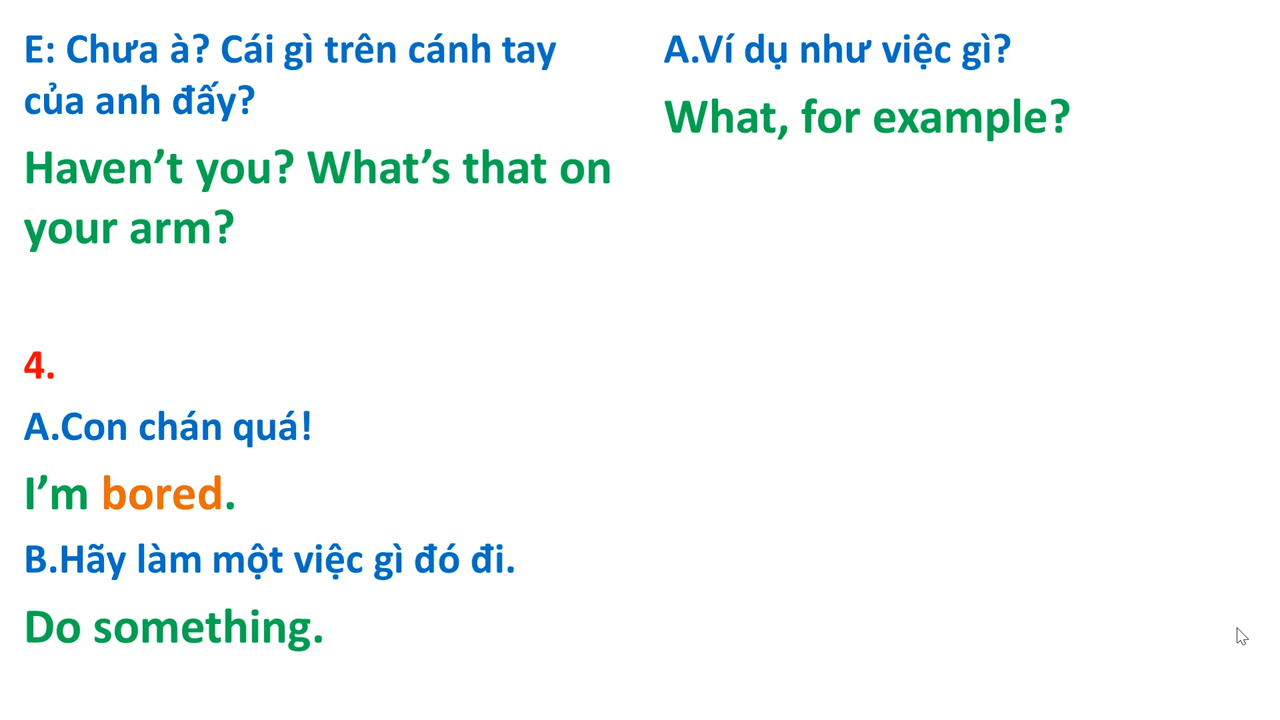 E: Chưa à? Cái gì trên cánh tay
của anh đấy?
Haven’t you? What’s that on
your arm?
4.
A.Con chán quá!
I’m bored.
B.Hãy làm một việc gì đó đi.
Do something.
A.Ví dụ như việc gì?
What, for example?